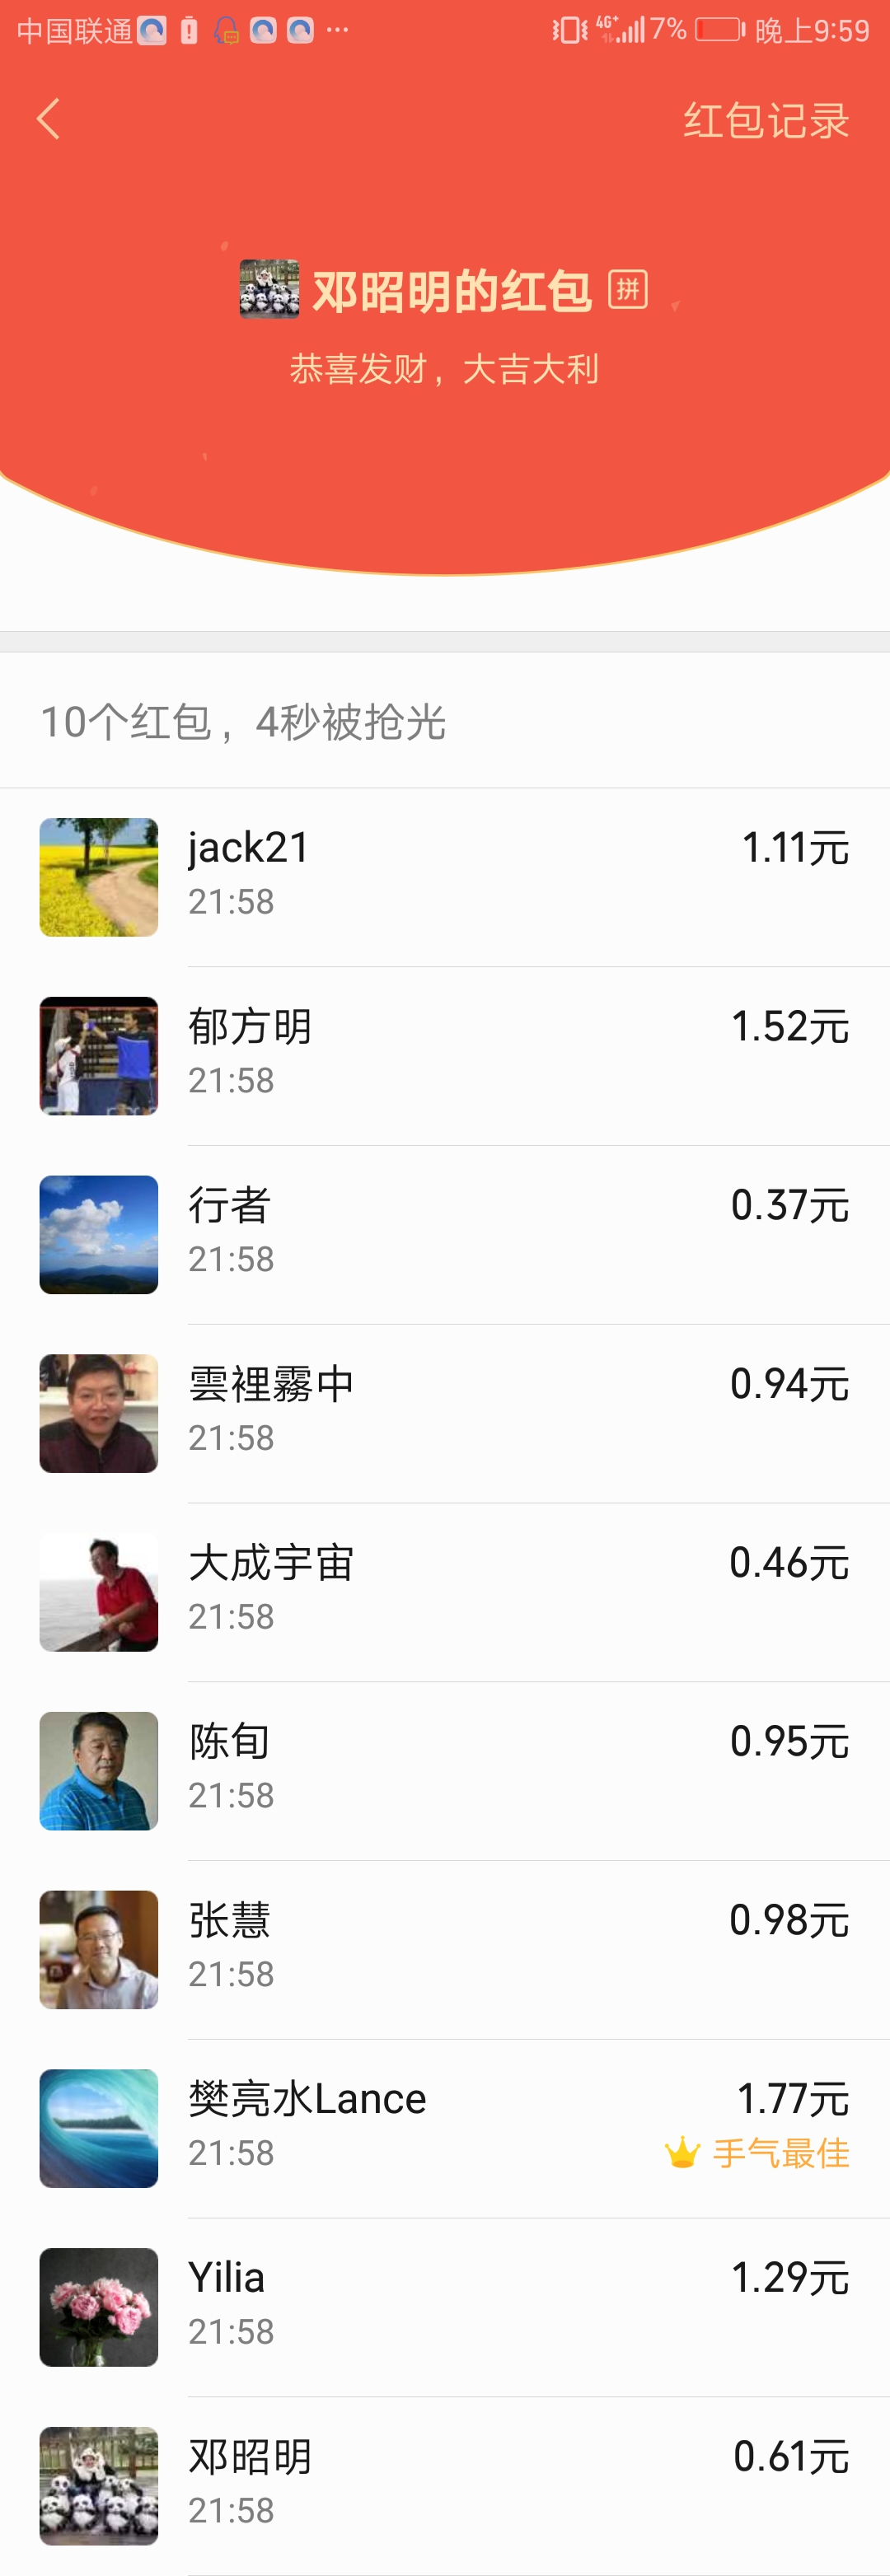 中国联通 4G+ 7% 晚上9:59
红包记录
邓昭明的红包 拼
恭喜发财，大吉大利
10个红包，4秒被抢光
jack21 1.11元
21:58
郁方明 1.52元
21:58
行者 0.37元
21:58
雲裡霧中 0.94元
21:58
大成宇宙 0.46元
21:58
陈旬 0.95元
21:58
张慧 0.98元
21:58
樊亮水Lance 1.77元
21:58 手气最佳
Yilia 1.29元
21:58
邓昭明 0.61元
21:58